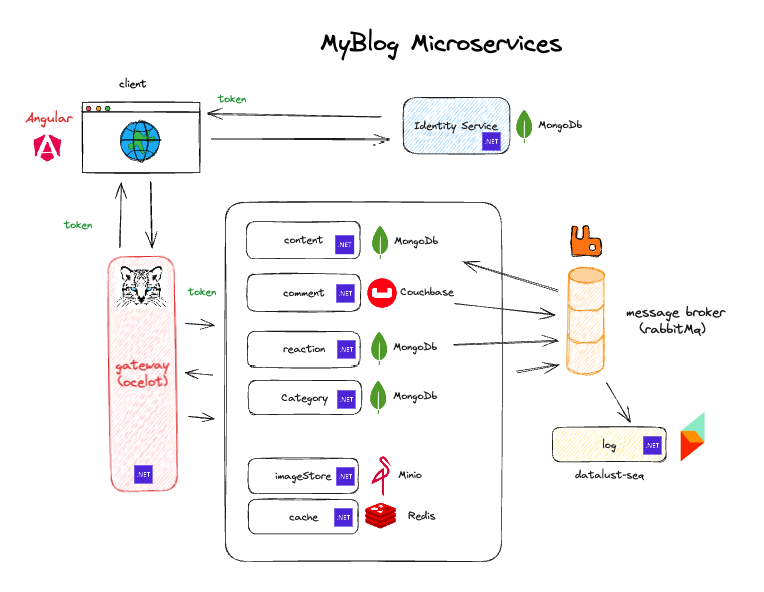 MyBlog Microservices
client
token
Angular
Identity Service
.NET
MongoDb
token
content
.NET
MongoDb
token
comment
.NET
Couchbase
message broker
(rabbitMq)
reaction
.NET
MongoDb
gateway
(ocelot)
Category
.NET
MongoDb
log
.NET
datalust-seq
.NET
imageStore
.NET
Minio
cache
.NET
Redis